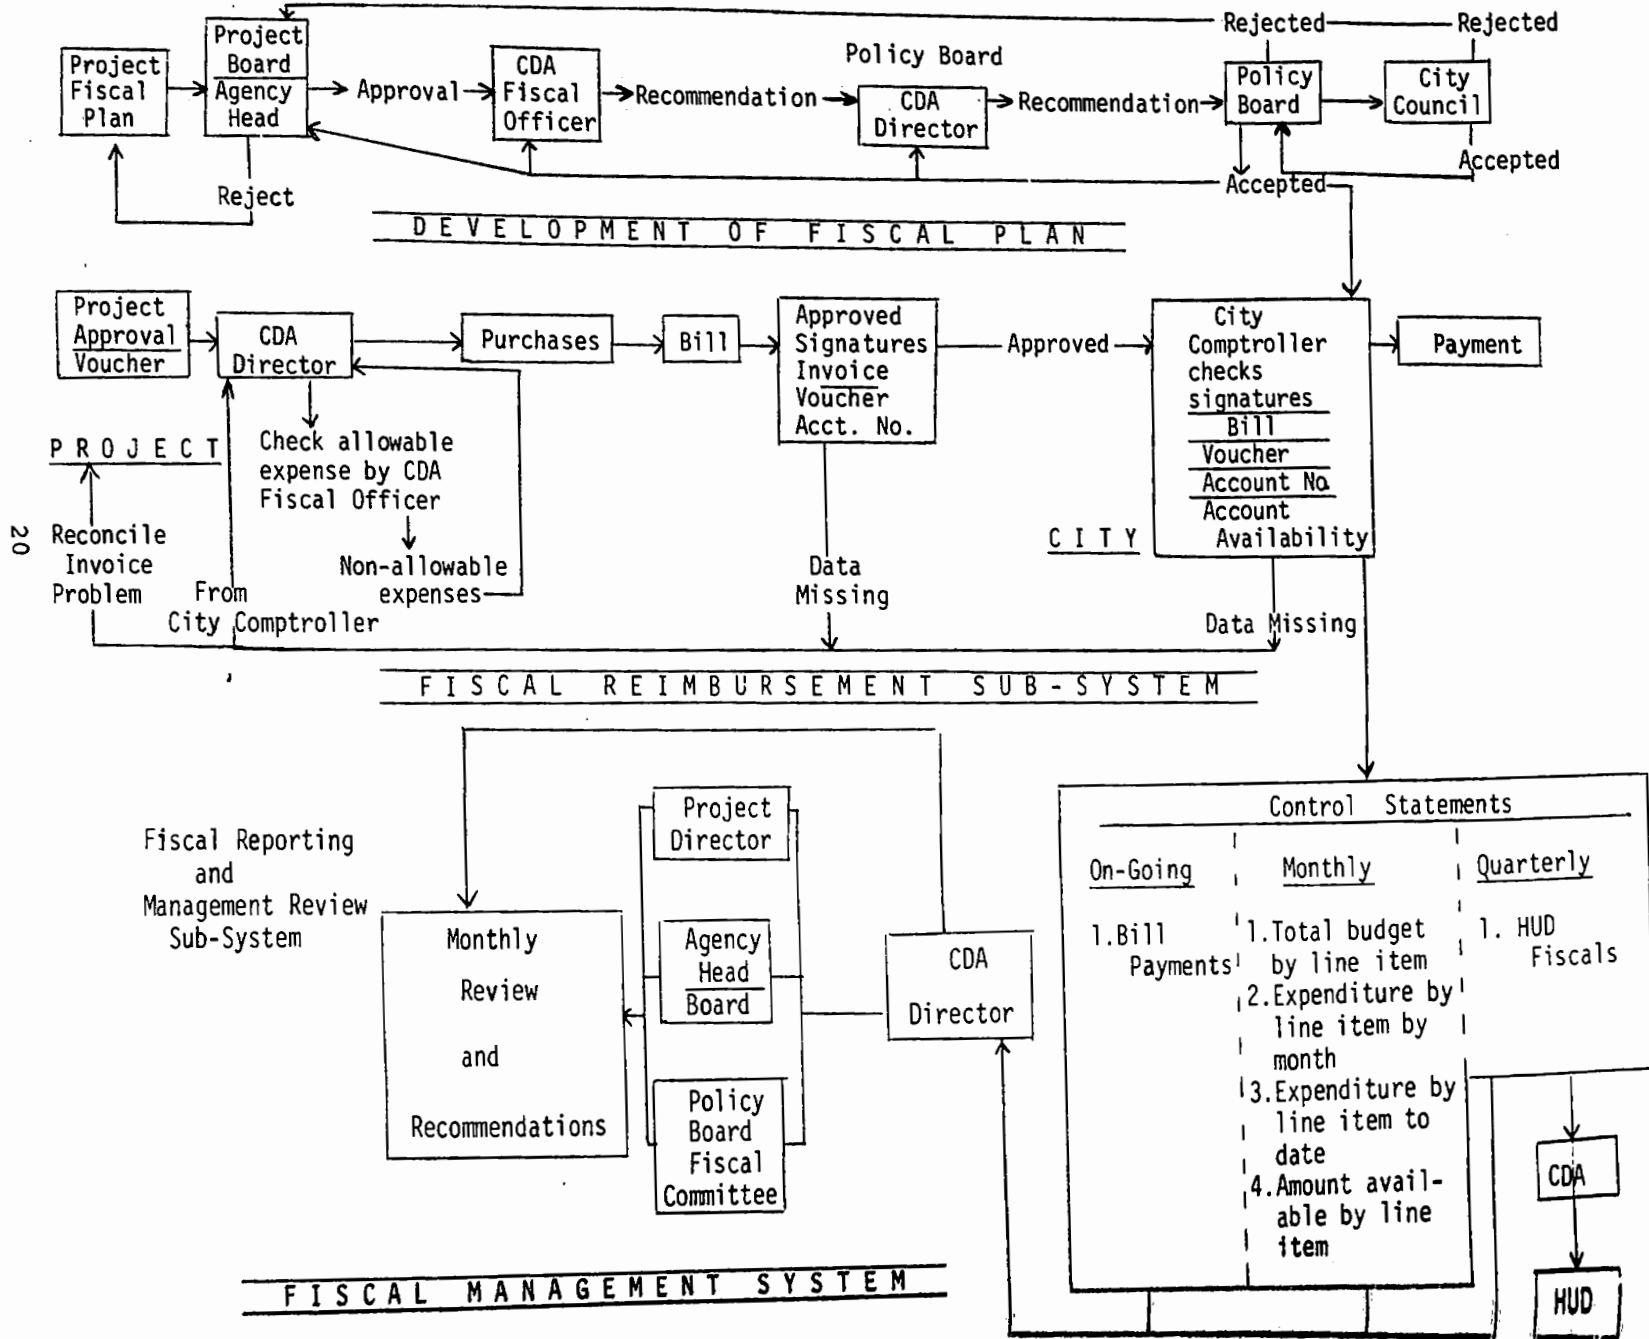 Rejected
Rejected
Project
Fiscal
Plan
Project
Board
Agency
Head
Approval
CDA
Fiscal
Officer
Recommendation
Policy Board
CDA
Director
Recommendation
Policy
Board
City
Council
Reject
Accepted
Accepted
DEVELOPMENT OF FISCAL PLAN
Project
Approval
Voucher
CDA
Director
Purchases
Bill
Approved
Signatures
Invoice
Voucher
Acct. No.
Approved
City
Comptroller
checks
signatures
Bill
Voucher
Account No
Account
Availability
Payment
PROJECT
Check allowable
expense by CDA
Fiscal Officer
Non-allowable
expenses
Reconcile
Invoice
Problem
From
City Comptroller
Data
Missing
CITY
Data Missing
20
FISCAL REIMBURSEMENT SUB-SYSTEM
Fiscal Reporting
and
Management Review
Sub-System
Monthly
Review
and
Recommendations
Project
Director
Agency
Head
Board
Policy
Board
Fiscal
Committee
CDA
Director
Control Statements
On-Going
1.Bill
Payments
Monthly
1.Total budget
by line item
2.Expenditure by
line item by
month
3.Expenditure by
line item to
date
4.Amount avail-
able by line
item
Quarterly
1. HUD
Fiscals
CDA
HUD
FISCAL MANAGEMENT SYSTEM